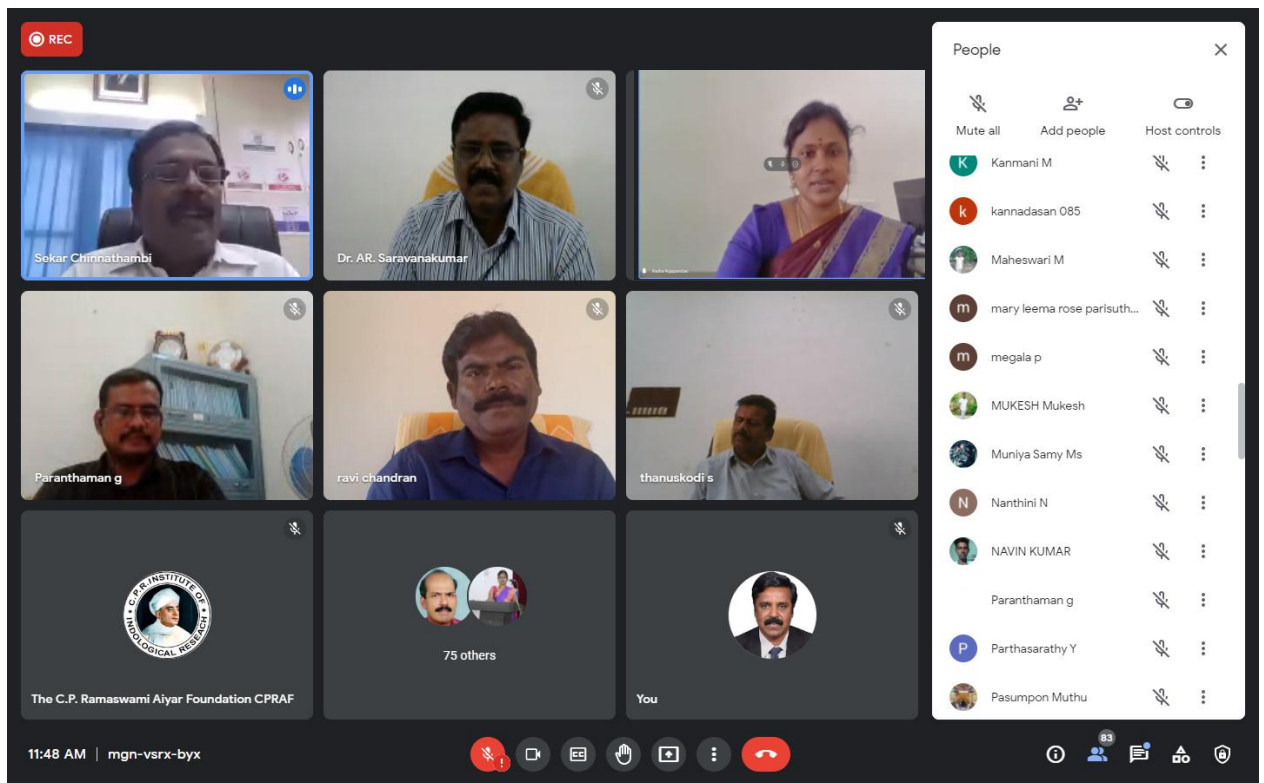 REC
Sekar Chinnathambi
Dr. AR. Saravanakumar
Paranthaman g
ravi chandran
thanuskodi s
C.P.R. INSTITUTE OF
INDOLOGICAL RESEACH
The C.P. Ramaswami Aiyar Foundation CPRAF
75 others
You
People
Mute all
Add people
Host controls
K Kanmani M
k kannadasan 085
Maheswari M
m mary leema rose parisuth...
m megala p
MUKESH Mukesh
Muniya Samy Ms
N Nanthini N
NAVIN KUMAR
Paranthaman g
P Parthasarathy Y
Pasumpon Muthu
11:48 AM | mgn-vsrx-byx
CC
83